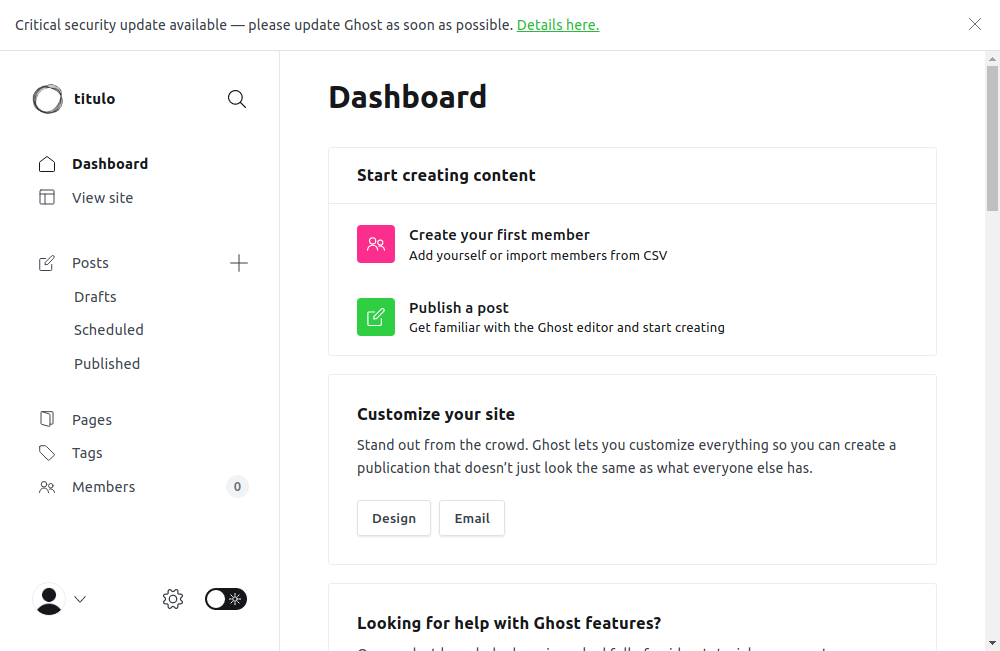 Critical security update available — please update Ghost as soon as possible. Details here.
titulo
Dashboard
View site
Posts
Drafts
Scheduled
Published
Pages
Tags
Members
0
Dashboard
Start creating content
Create your first member
Add yourself or import members from CSV
Publish a post
Get familiar with the Ghost editor and start creating
Customize your site
Stand out from the crowd. Ghost lets you customize everything so you can create a
publication that doesn’t just look the same as what everyone else has.
Design
Email
Looking for help with Ghost features?